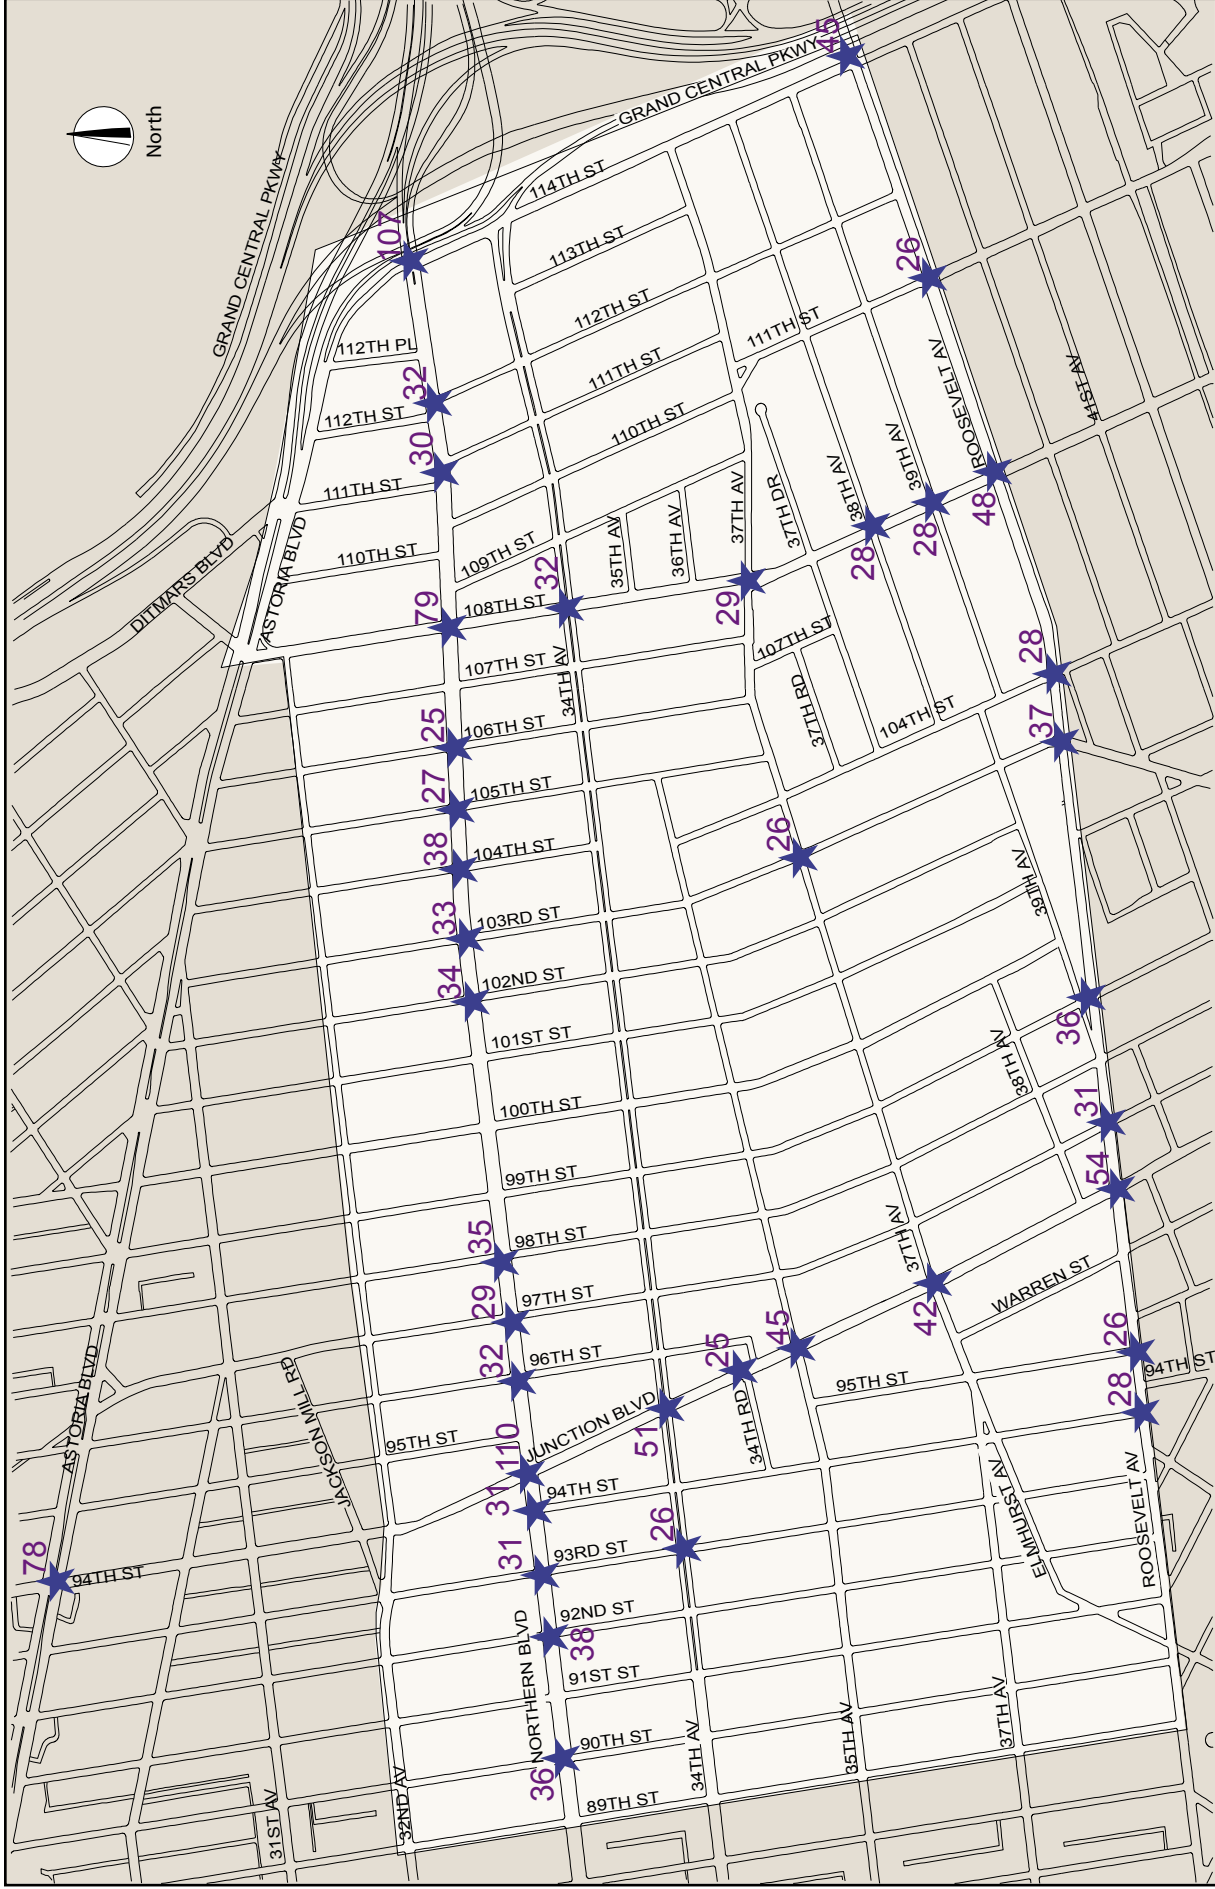 45
GRAND CENTRAL PKWY
North
GRAND CENTRAL PKWY
114TH ST
107
113TH ST
26
112TH ST
111TH ST
112TH PL
32
111TH ST
112TH ST
ROOSEVELT AV
41ST AV
110TH ST
30
39TH AV
111TH ST
38TH AV
48
28
28
37TH DR
37TH AV
36TH AV
35TH AV
109TH ST
110TH ST
ASTORIA BLVD
DITMARS BLVD
32
29
108TH ST
79
107TH ST
28
107TH ST
34TH AV
37TH RD
104TH ST
37
106TH ST
25
105TH ST
27
26
104TH ST
38
39TH AV
103RD ST
33
102ND ST
34
36
101ST ST
38TH AV
100TH ST
31
99TH ST
54
98TH ST
35
37TH AV
WARREN ST
42
97TH ST
29
45
26
96TH ST
32
25
94TH ST
95TH ST
28
JUNCTION BLVD
51
34TH RD
95TH ST
110
JACKSON MILL RD
ASTORIA BLVD
94TH ST
31
ELMHURST AV
ROOSEVELT AV
26
93RD ST
31
78
94TH ST
92ND ST
38
NORTHERN BLVD
91ST ST
90TH ST
36
37TH AV
35TH AV
34TH AV
89TH ST
32ND AV
31ST AV